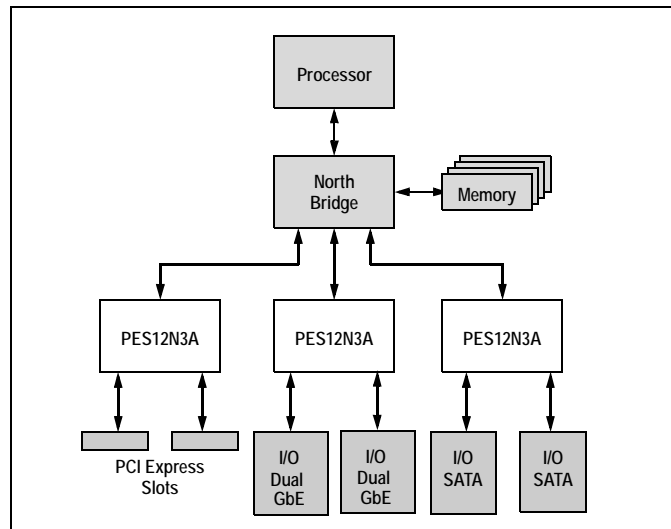 Processor
North
Bridge
Memory
PES12N3A
PES12N3A
PES12N3A
PCI Express
Slots
I/O
Dual
GbE
I/O
Dual
GbE
I/O
SATA
I/O
SATA